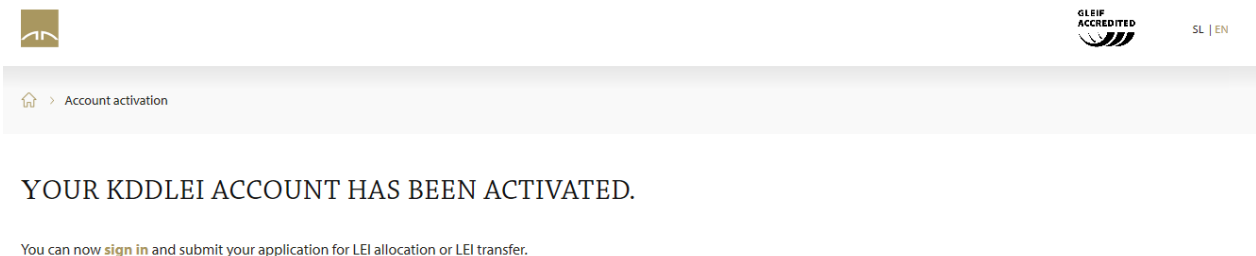 GLEIF
ACCREDITED
SL | EN
Account activation
YOUR KDDLEI ACCOUNT HAS BEEN ACTIVATED.
You can now sign in and submit your application for LEI allocation or LEI transfer.